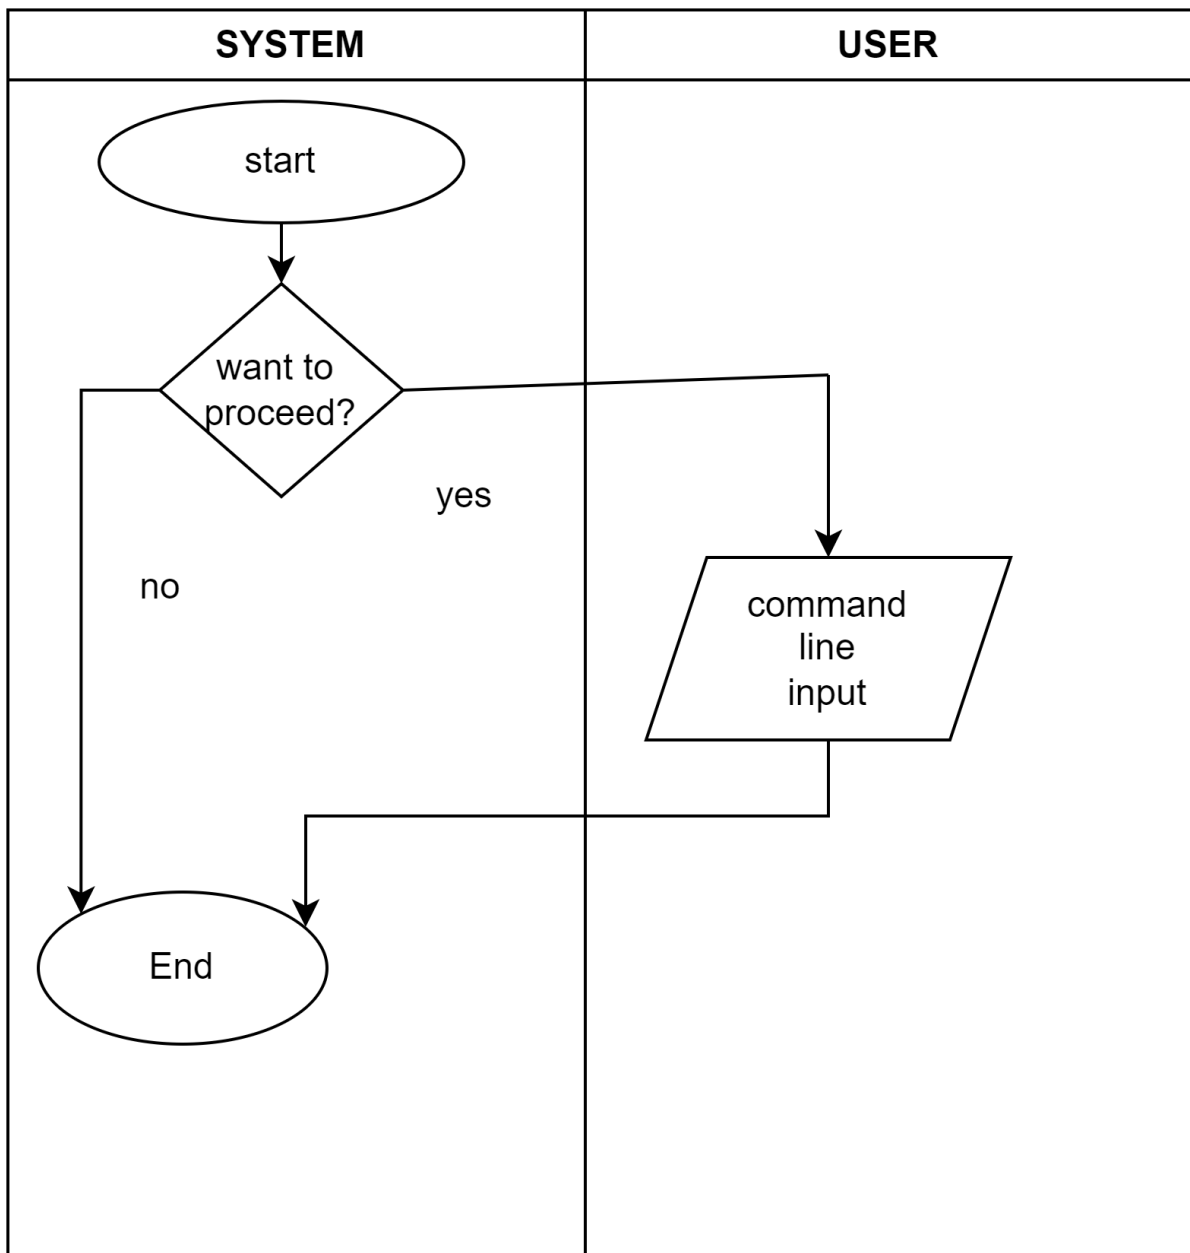 SYSTEM
USER
start
want to
proceed?
yes
no
command
line
input
End